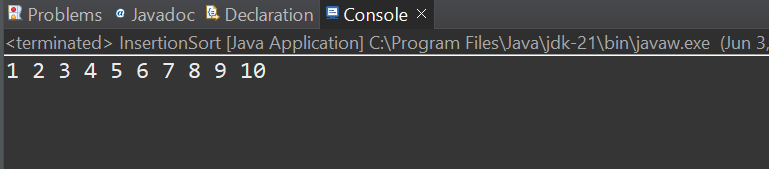 Problems @ Javadoc Declaration Console ×
<terminated> InsertionSort [Java Application] C:\Program Files\Java\jdk-21\bin\javaw.exe (Jun 3,
1 2 3 4 5 6 7 8 9 10